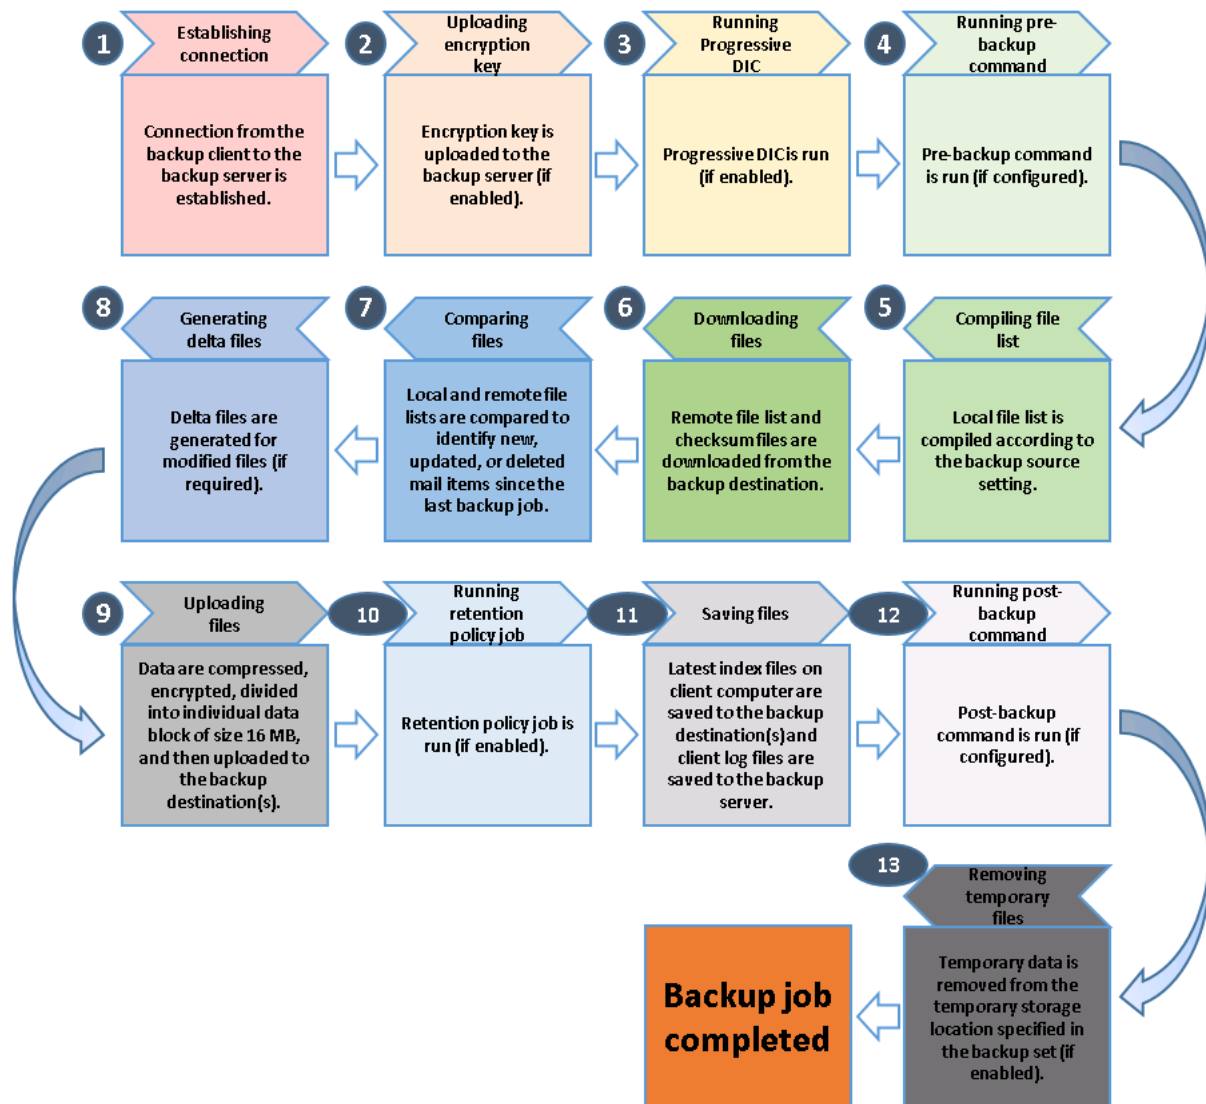 1
Establishing
connection
Connection from the
backup client to the
backup server is
established.
2
Uploading
encryption
key
Encryption key is
uploaded to the
backup server (if
enabled).
3
Running
Progressive
DIC
Progressive DIC is run
(if enabled).
4
Running pre-
backup
command
Pre-backup command
is run (if configured).
5
Compiling file
list
Local file list is
compiled according to
the backup source
setting.
6
Downloading
files
Remote file list and
checksum files are
downloaded from the
backup destination.
7
Comparing
files
Local and remote file
lists are compared to
identify new,
updated, or deleted
mail items since the
last backup job.
8
Generating
delta files
Delta files are
generated for
modified files (if
required).
9
Uploading
files
Data are compressed,
encrypted, divided
into individual data
block of size 16 MB,
and then uploaded to
the backup
destination(s).
10
Running
retention
policy job
Retention policy job is
run (if enabled).
11
Saving files
Latest index files on
client computer are
saved to the backup
destination(s) and
client log files are
saved to the backup
server.
12
Running post-
backup
command
Post-backup
command is run (if
configured).
13
Removing
temporary
files
Temporary data is
removed from the
temporary storage
location specified in
the backup set (if
enabled).
Backup job
completed